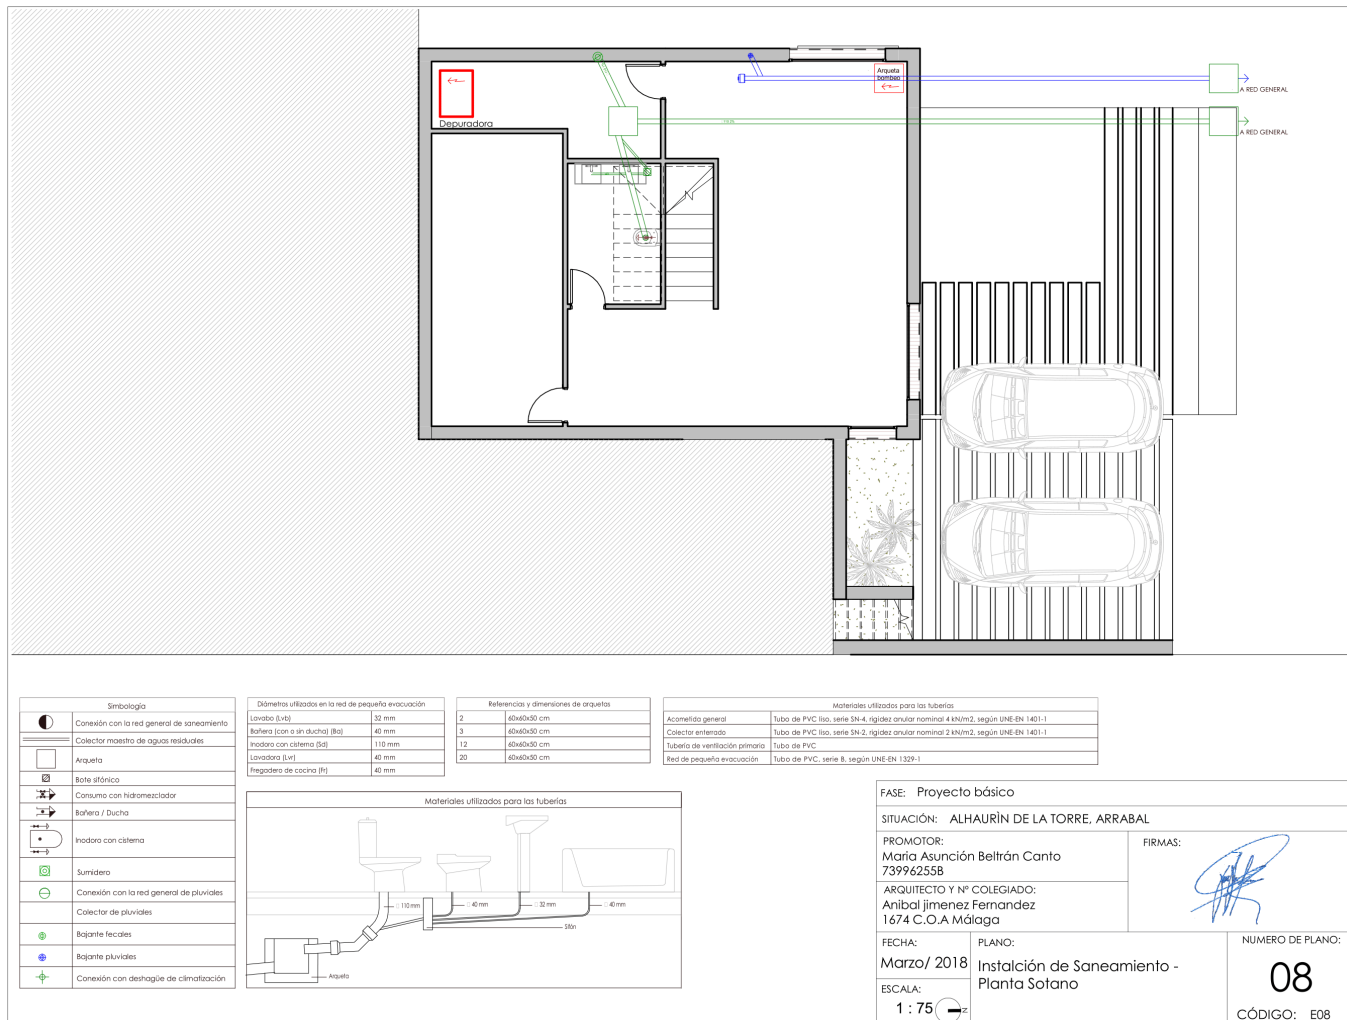 Arqueta
bombeo
Depuradora
A RED GENERAL
A RED GENERAL
Simbología
Conexión con la red general de saneamiento
Colector maestro de aguas residuales
Arqueta
Bote sifónico
Consumo con hidromezclador
Bañera / Ducha
Inodoro con cisterna
Sumidero
Conexión con la red general de pluviales
Colector de pluviales
Bajante fecales
Bajante pluviales
Conexión con deshagüe de climatización
Diámetros utilizados en la red de pequeña evacuación
Lavabo (Lvb) 32 mm
Bañera (con o sin ducha) (Ba) 40 mm
Inodoro con cisterna (Sd) 110 mm
Lavadora (Lvr) 40 mm
Fregadero de cocina (Fr) 40 mm
Referencias y dimensiones de arquetas
2 60x60x50 cm
3 60x60x50 cm
12 60x60x50 cm
20 60x60x50 cm
Materiales utilizados para las tuberías
Acometida general Tubo de PVC liso, serie SN-4, rigidez anular nominal 4 kN/m2, según UNE-EN 1401-1
Colector enterrado Tubo de PVC liso, serie SN-2, rigidez anular nominal 2 kN/m2, según UNE-EN 1401-1
Tubería de ventilación primaria Tubo de PVC
Red de pequeña evacuación Tubo de PVC, serie B, según UNE-EN 1329-1
Materiales utilizados para las tuberías
110 mm
40 mm
32 mm
40 mm
Sifón
Arqueta
FASE: Proyecto básico
SITUACIÓN: ALHAURÌN DE LA TORRE, ARRABAL
PROMOTOR:
Maria Asunción Beltrán Canto
73996255B
FIRMAS:
ARQUITECTO Y Nº COLEGIADO:
Anibal jimenez Fernandez
1674 C.O.A Málaga
FECHA:
Marzo/ 2018
PLANO:
Instalción de Saneamiento -
Planta Sotano
NUMERO DE PLANO:
08
ESCALA:
1 : 75
N
CÓDIGO: E08